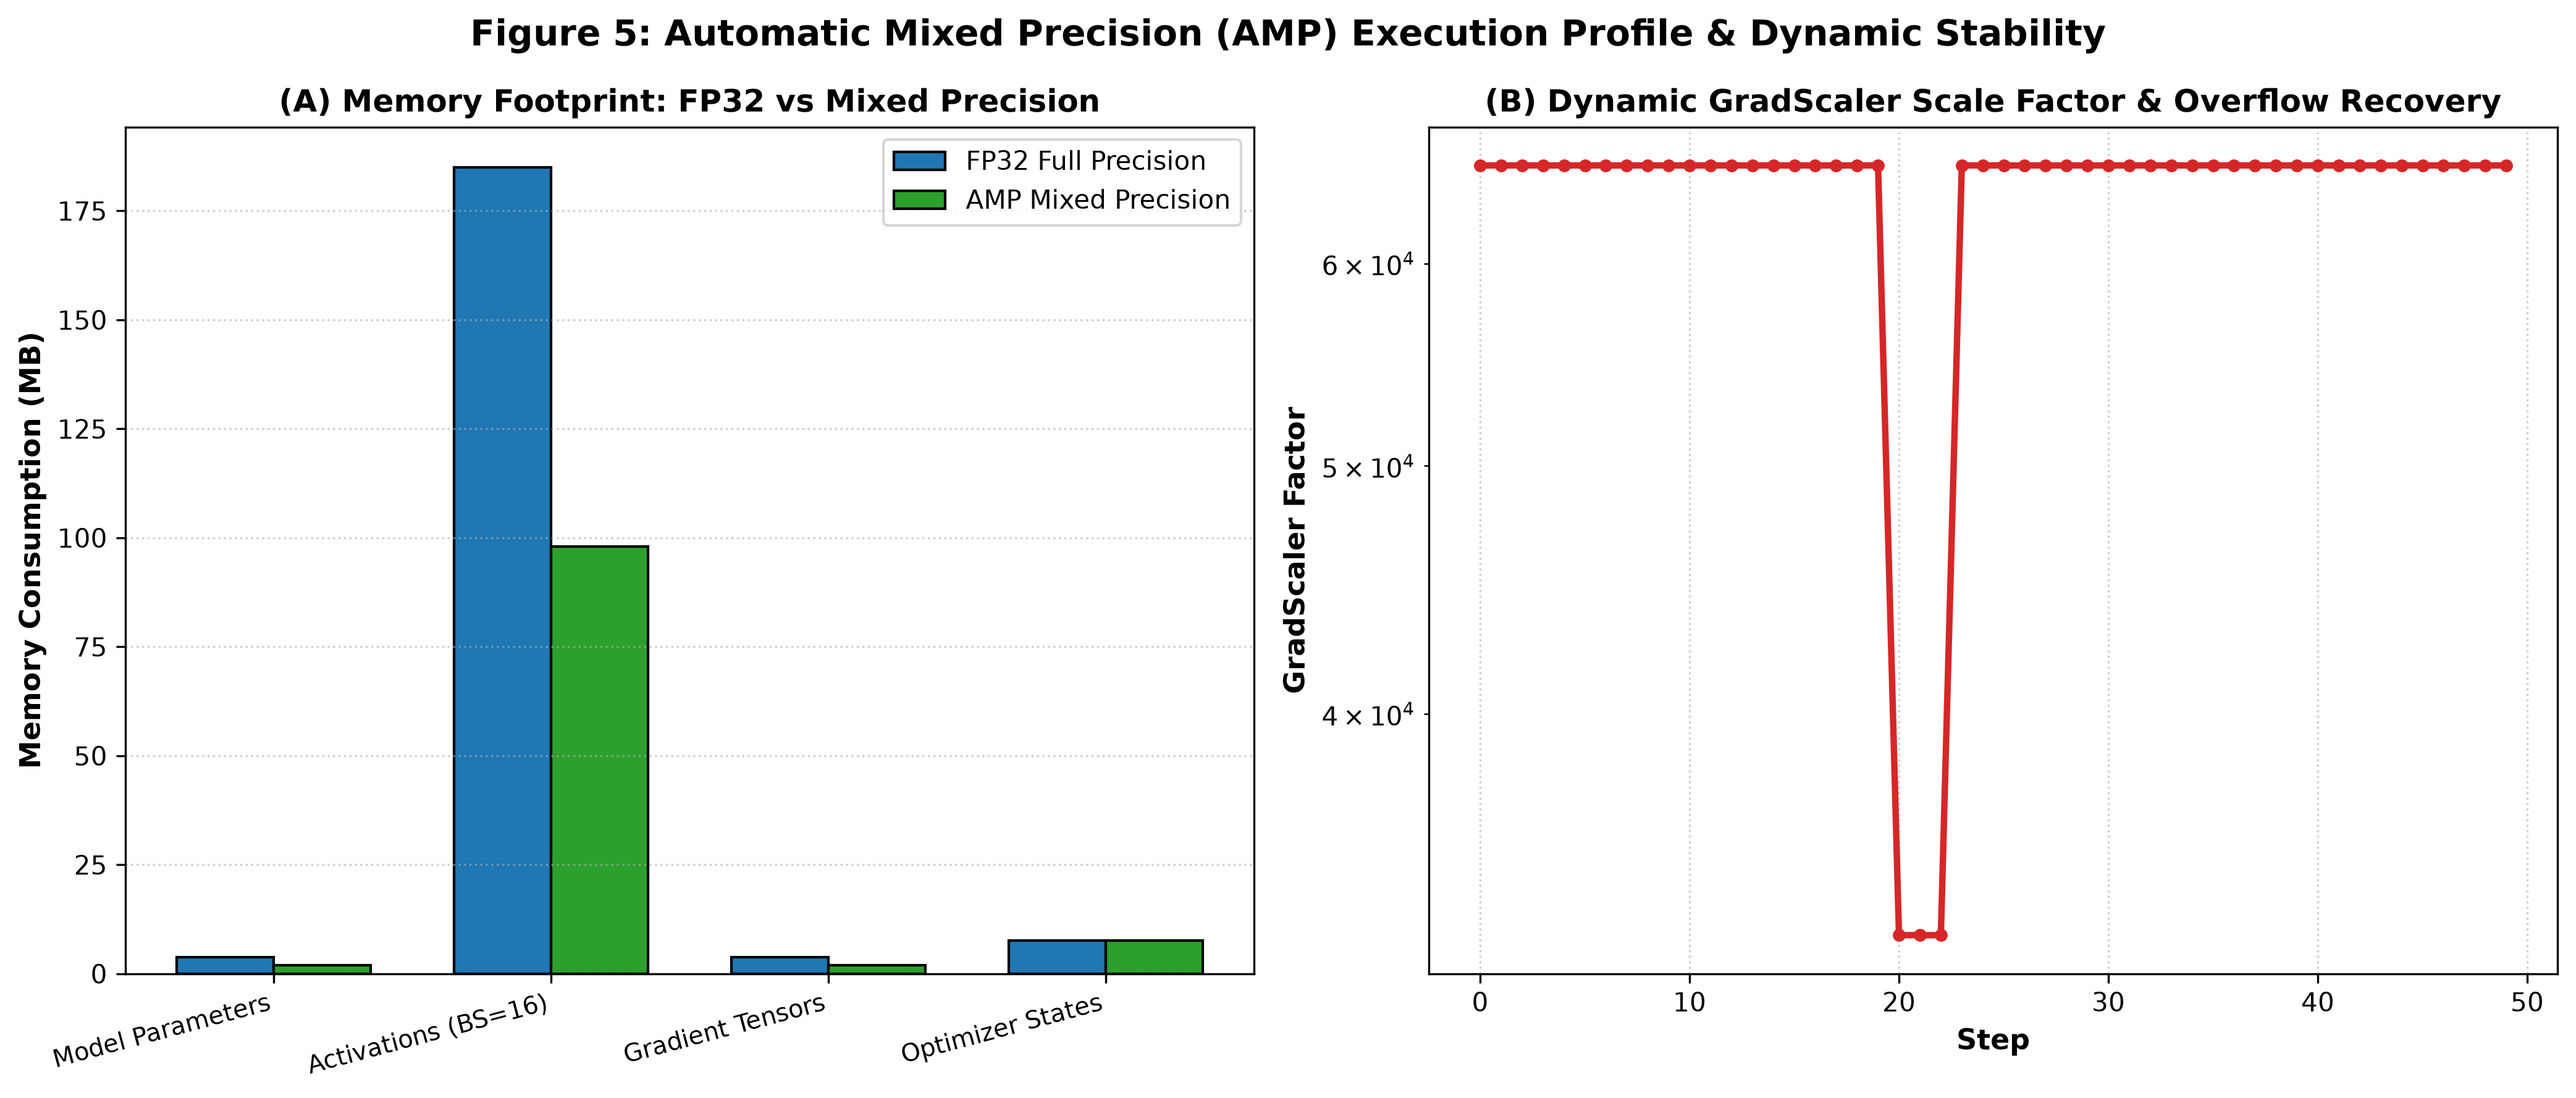 Figure 5: Automatic Mixed Precision (AMP) Execution Profile & Dynamic Stability
(A) Memory Footprint: FP32 vs Mixed Precision
FP32 Full Precision
AMP Mixed Precision
Memory Consumption (MB)
175
150
125
100
75
50
25
0
Model Parameters
Activations (BS=16)
Gradient Tensors
Optimizer States
(B) Dynamic GradScaler Scale Factor & Overflow Recovery
GradScaler Factor
6 × 10⁴
5 × 10⁴
4 × 10⁴
0 10 20 30 40 50
Step